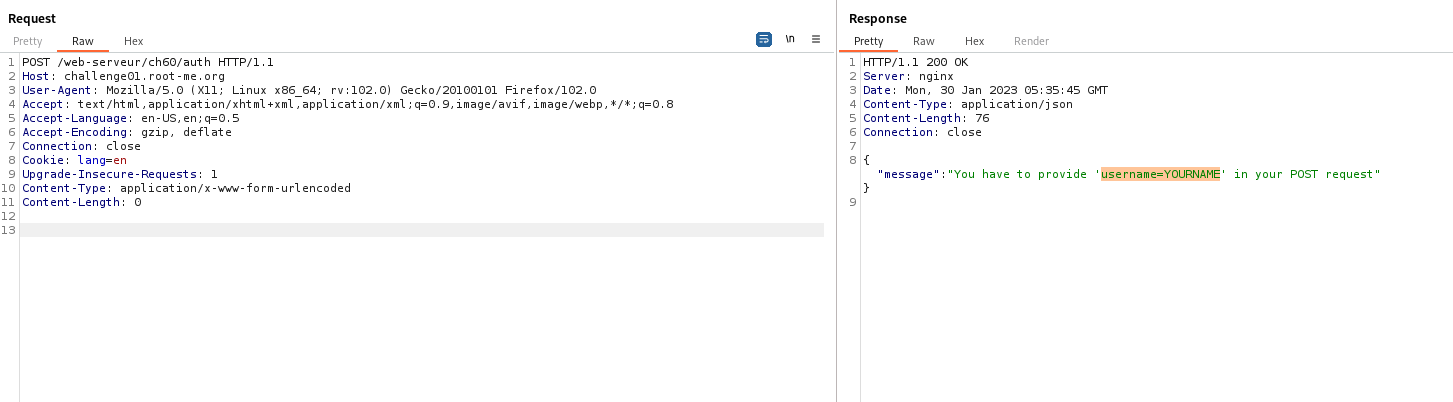 Request
Pretty Raw Hex \n ≡
1 POST /web-serveur/ch60/auth HTTP/1.1
2 Host: challenge01.root-me.org
3 User-Agent: Mozilla/5.0 (X11; Linux x86_64; rv:102.0) Gecko/20100101 Firefox/102.0
4 Accept: text/html,application/xhtml+xml,application/xml;q=0.9,image/avif,image/webp,*/*;q=0.8
5 Accept-Language: en-US,en;q=0.5
6 Accept-Encoding: gzip, deflate
7 Connection: close
8 Cookie: lang=en
9 Upgrade-Insecure-Requests: 1
10 Content-Type: application/x-www-form-urlencoded
11 Content-Length: 0
12
13
Response
Pretty Raw Hex Render
1 HTTP/1.1 200 OK
2 Server: nginx
3 Date: Mon, 30 Jan 2023 05:35:45 GMT
4 Content-Type: application/json
5 Content-Length: 76
6 Connection: close
7
8 {
"message":"You have to provide 'username=YOURNAME' in your POST request"
}
9